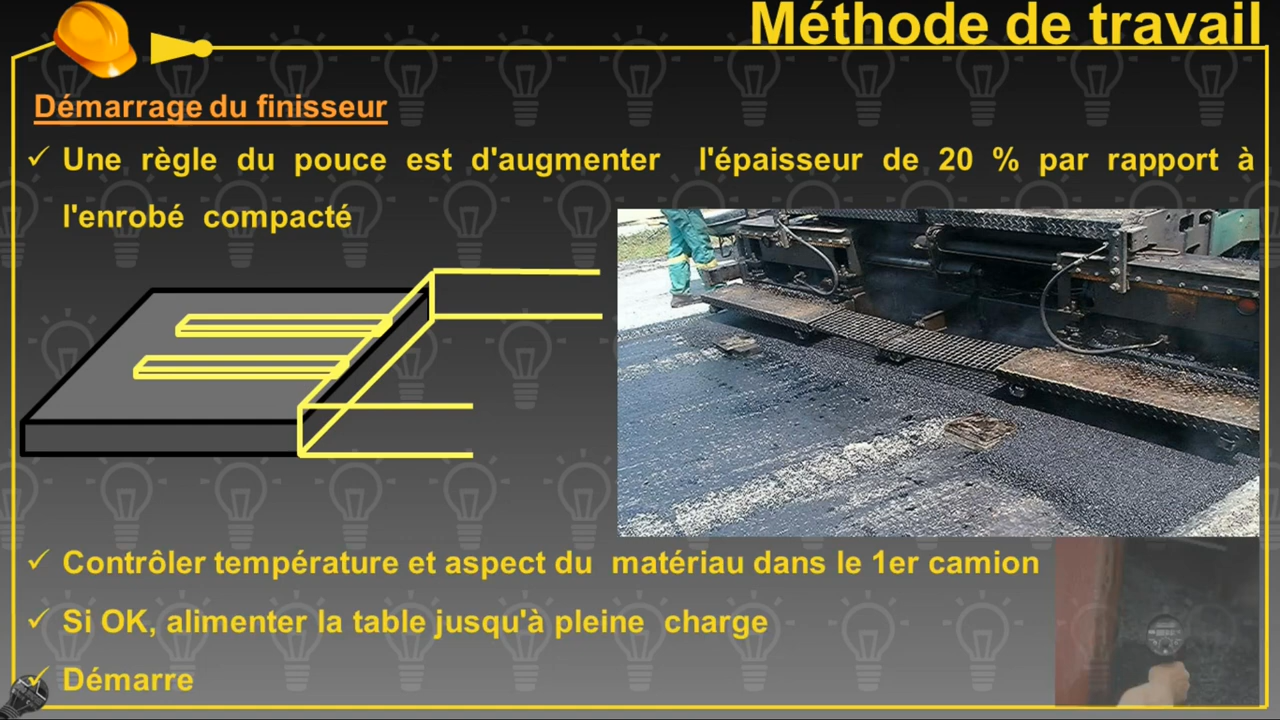 Méthode de travail
Démarrage du finisseur
✓ Une règle du pouce est d'augmenter l'épaisseur de 20 % par rapport à
l'enrobé compacté
✓ Contrôler température et aspect du matériau dans le 1er camion
✓ Si OK, alimenter la table jusqu'à pleine charge
✓ Démarre